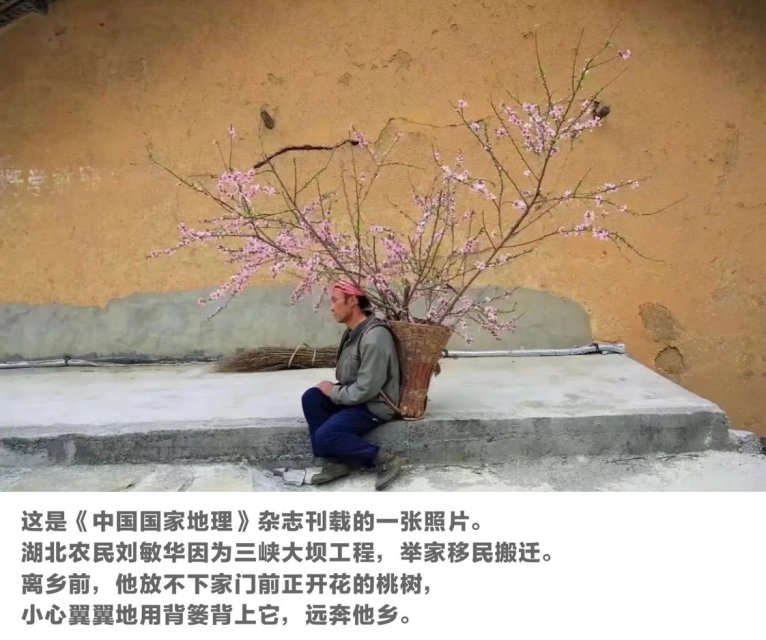 这是《中国国家地理》杂志刊载的一张照片。
湖北农民刘敏华因为三峡大坝工程，举家移民搬迁。
离乡前，他放不下家门前正开花的桃树，
小心翼翼地用背篓背上它，远奔他乡。